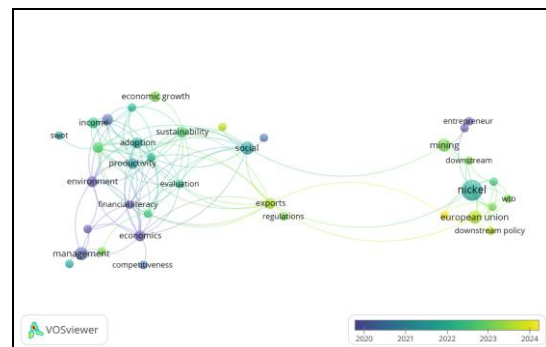 economic growth
income
entrepreneur
swot
adoption
sustainability
social
mining
productivity
downstream
environment
evaluation
nickel
financial literacy
exports
wto
regulations
european union
economics
downstream policy
management
competitiveness
VOSviewer
2020 2021 2022 2023 2024